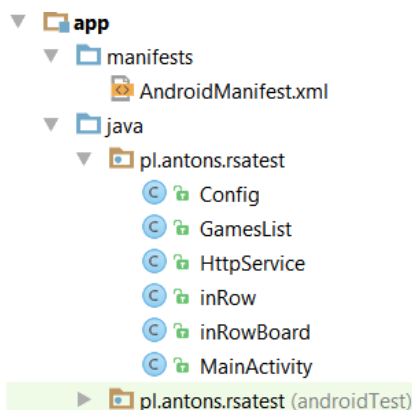 app
manifests
AndroidManifest.xml
java
pl.antons.rsatest
Config
GamesList
HttpService
inRow
inRowBoard
MainActivity
pl.antons.rsatest (androidTest)